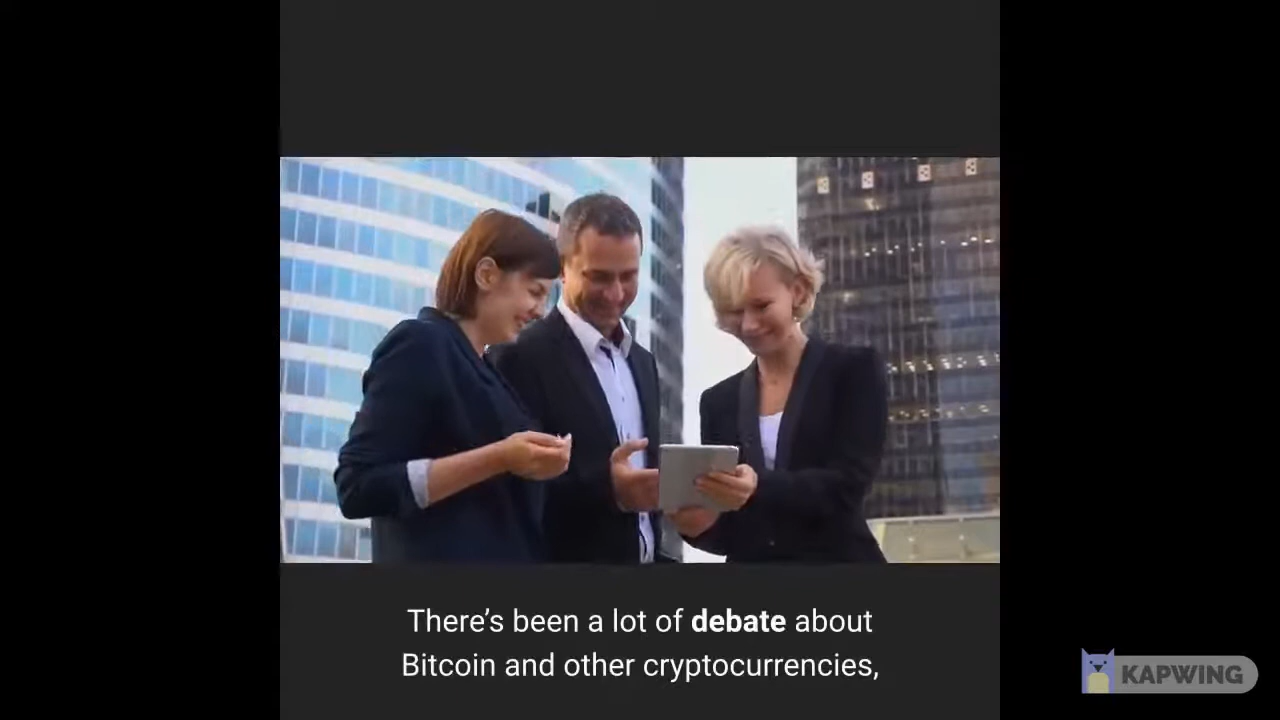 There’s been a lot of debate about
Bitcoin and other cryptocurrencies,
KAPWING